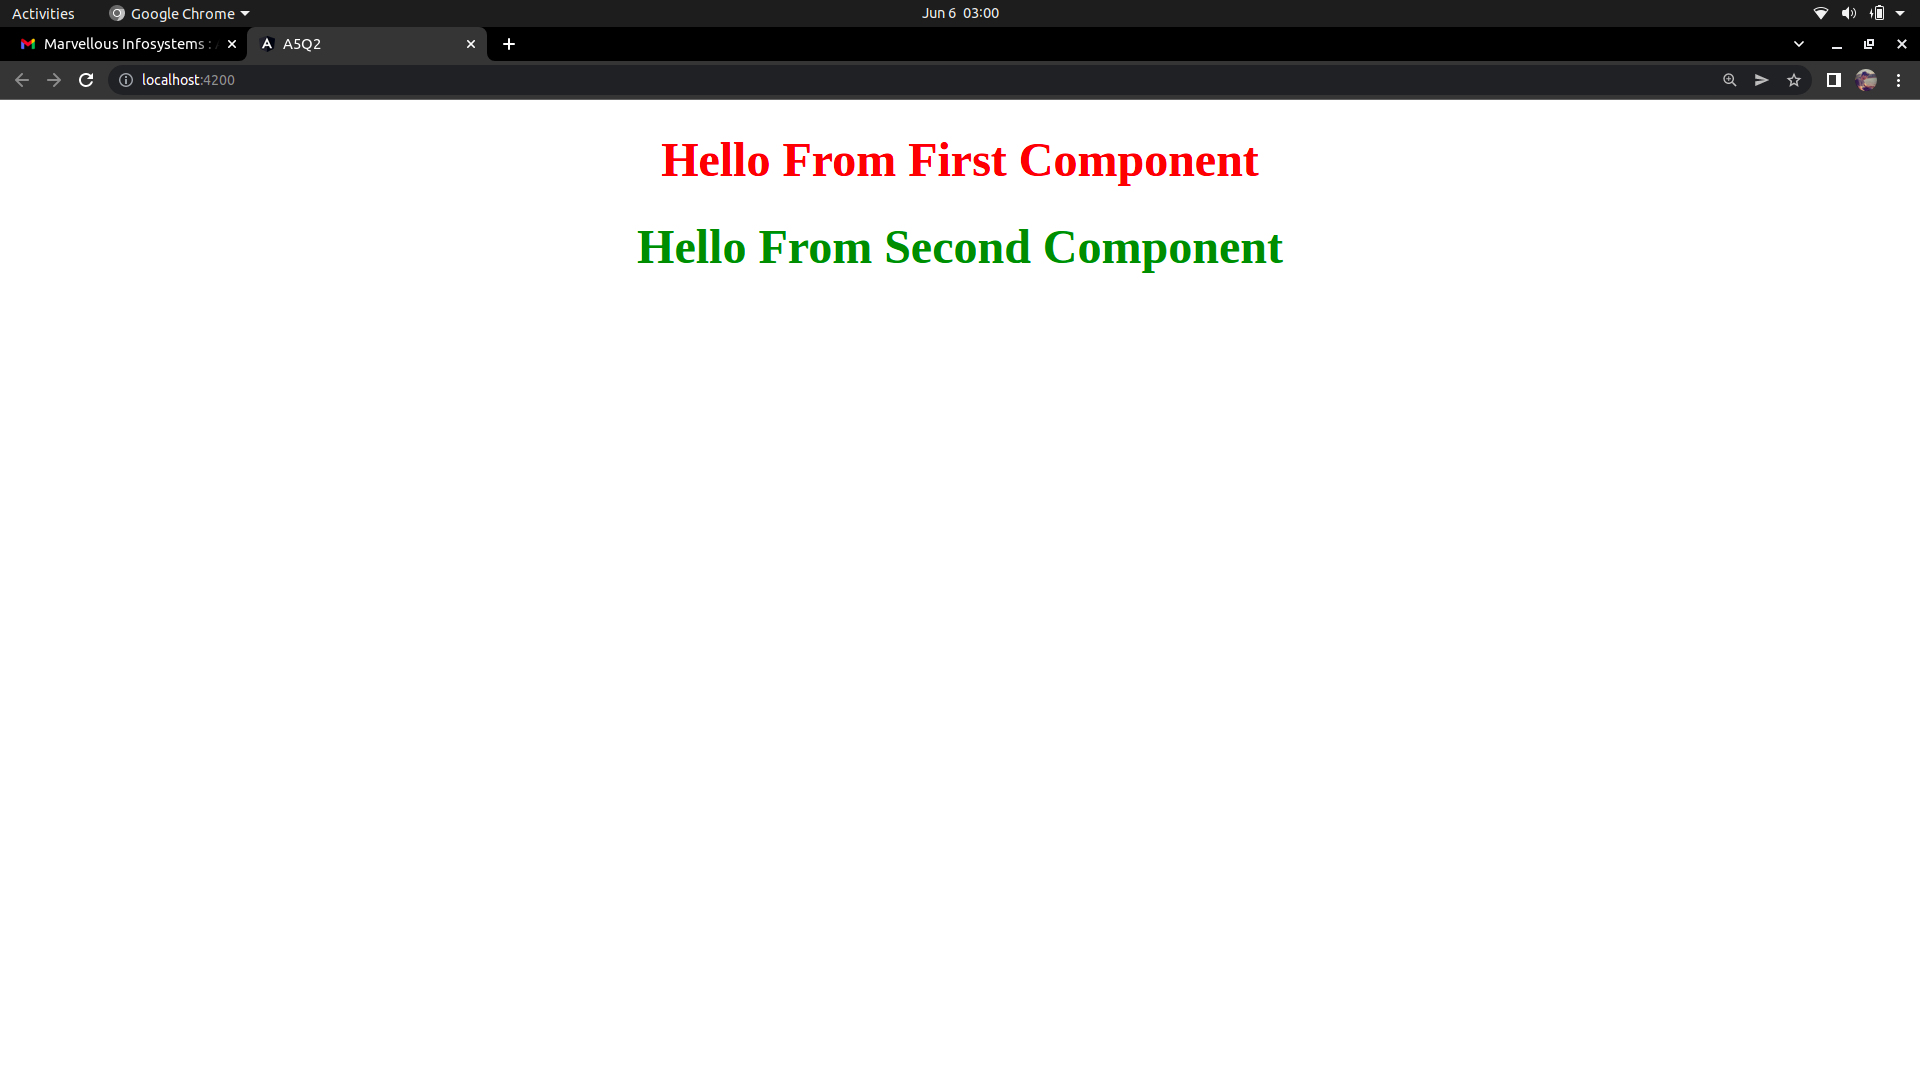 Activities
Google Chrome
Jun 6 03:00
Marvellous Infosystems :
A5Q2
localhost:4200
Hello From First Component
Hello From Second Component